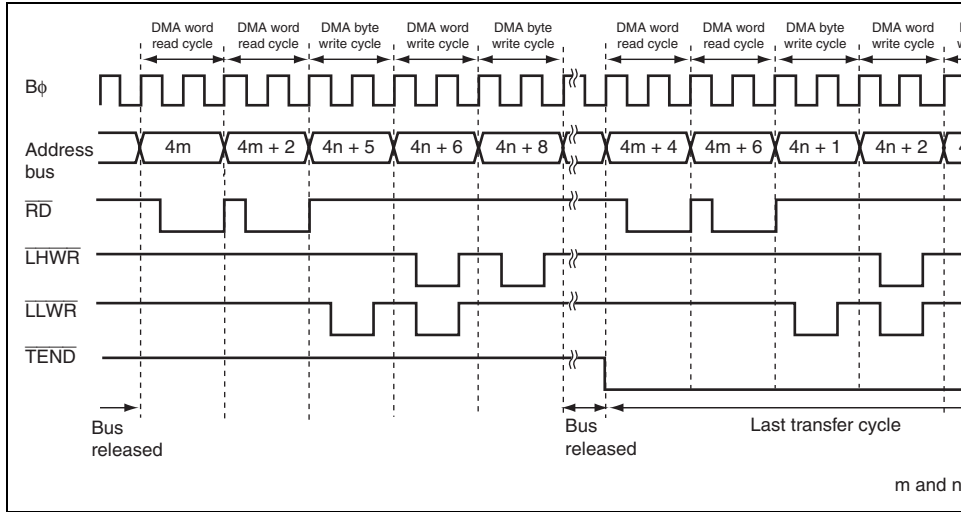 DMA word read cycle
DMA word read cycle
DMA byte write cycle
DMA word write cycle
DMA byte write cycle
DMA word read cycle
DMA word read cycle
DMA byte write cycle
DMA word write cycle
Bϕ
Address bus
4m
4m + 2
4n + 5
4n + 6
4n + 8
4m + 4
4m + 6
4n + 1
4n + 2
RD
LHWR
LLWR
TEND
Bus released
Bus released
Last transfer cycle
m and n